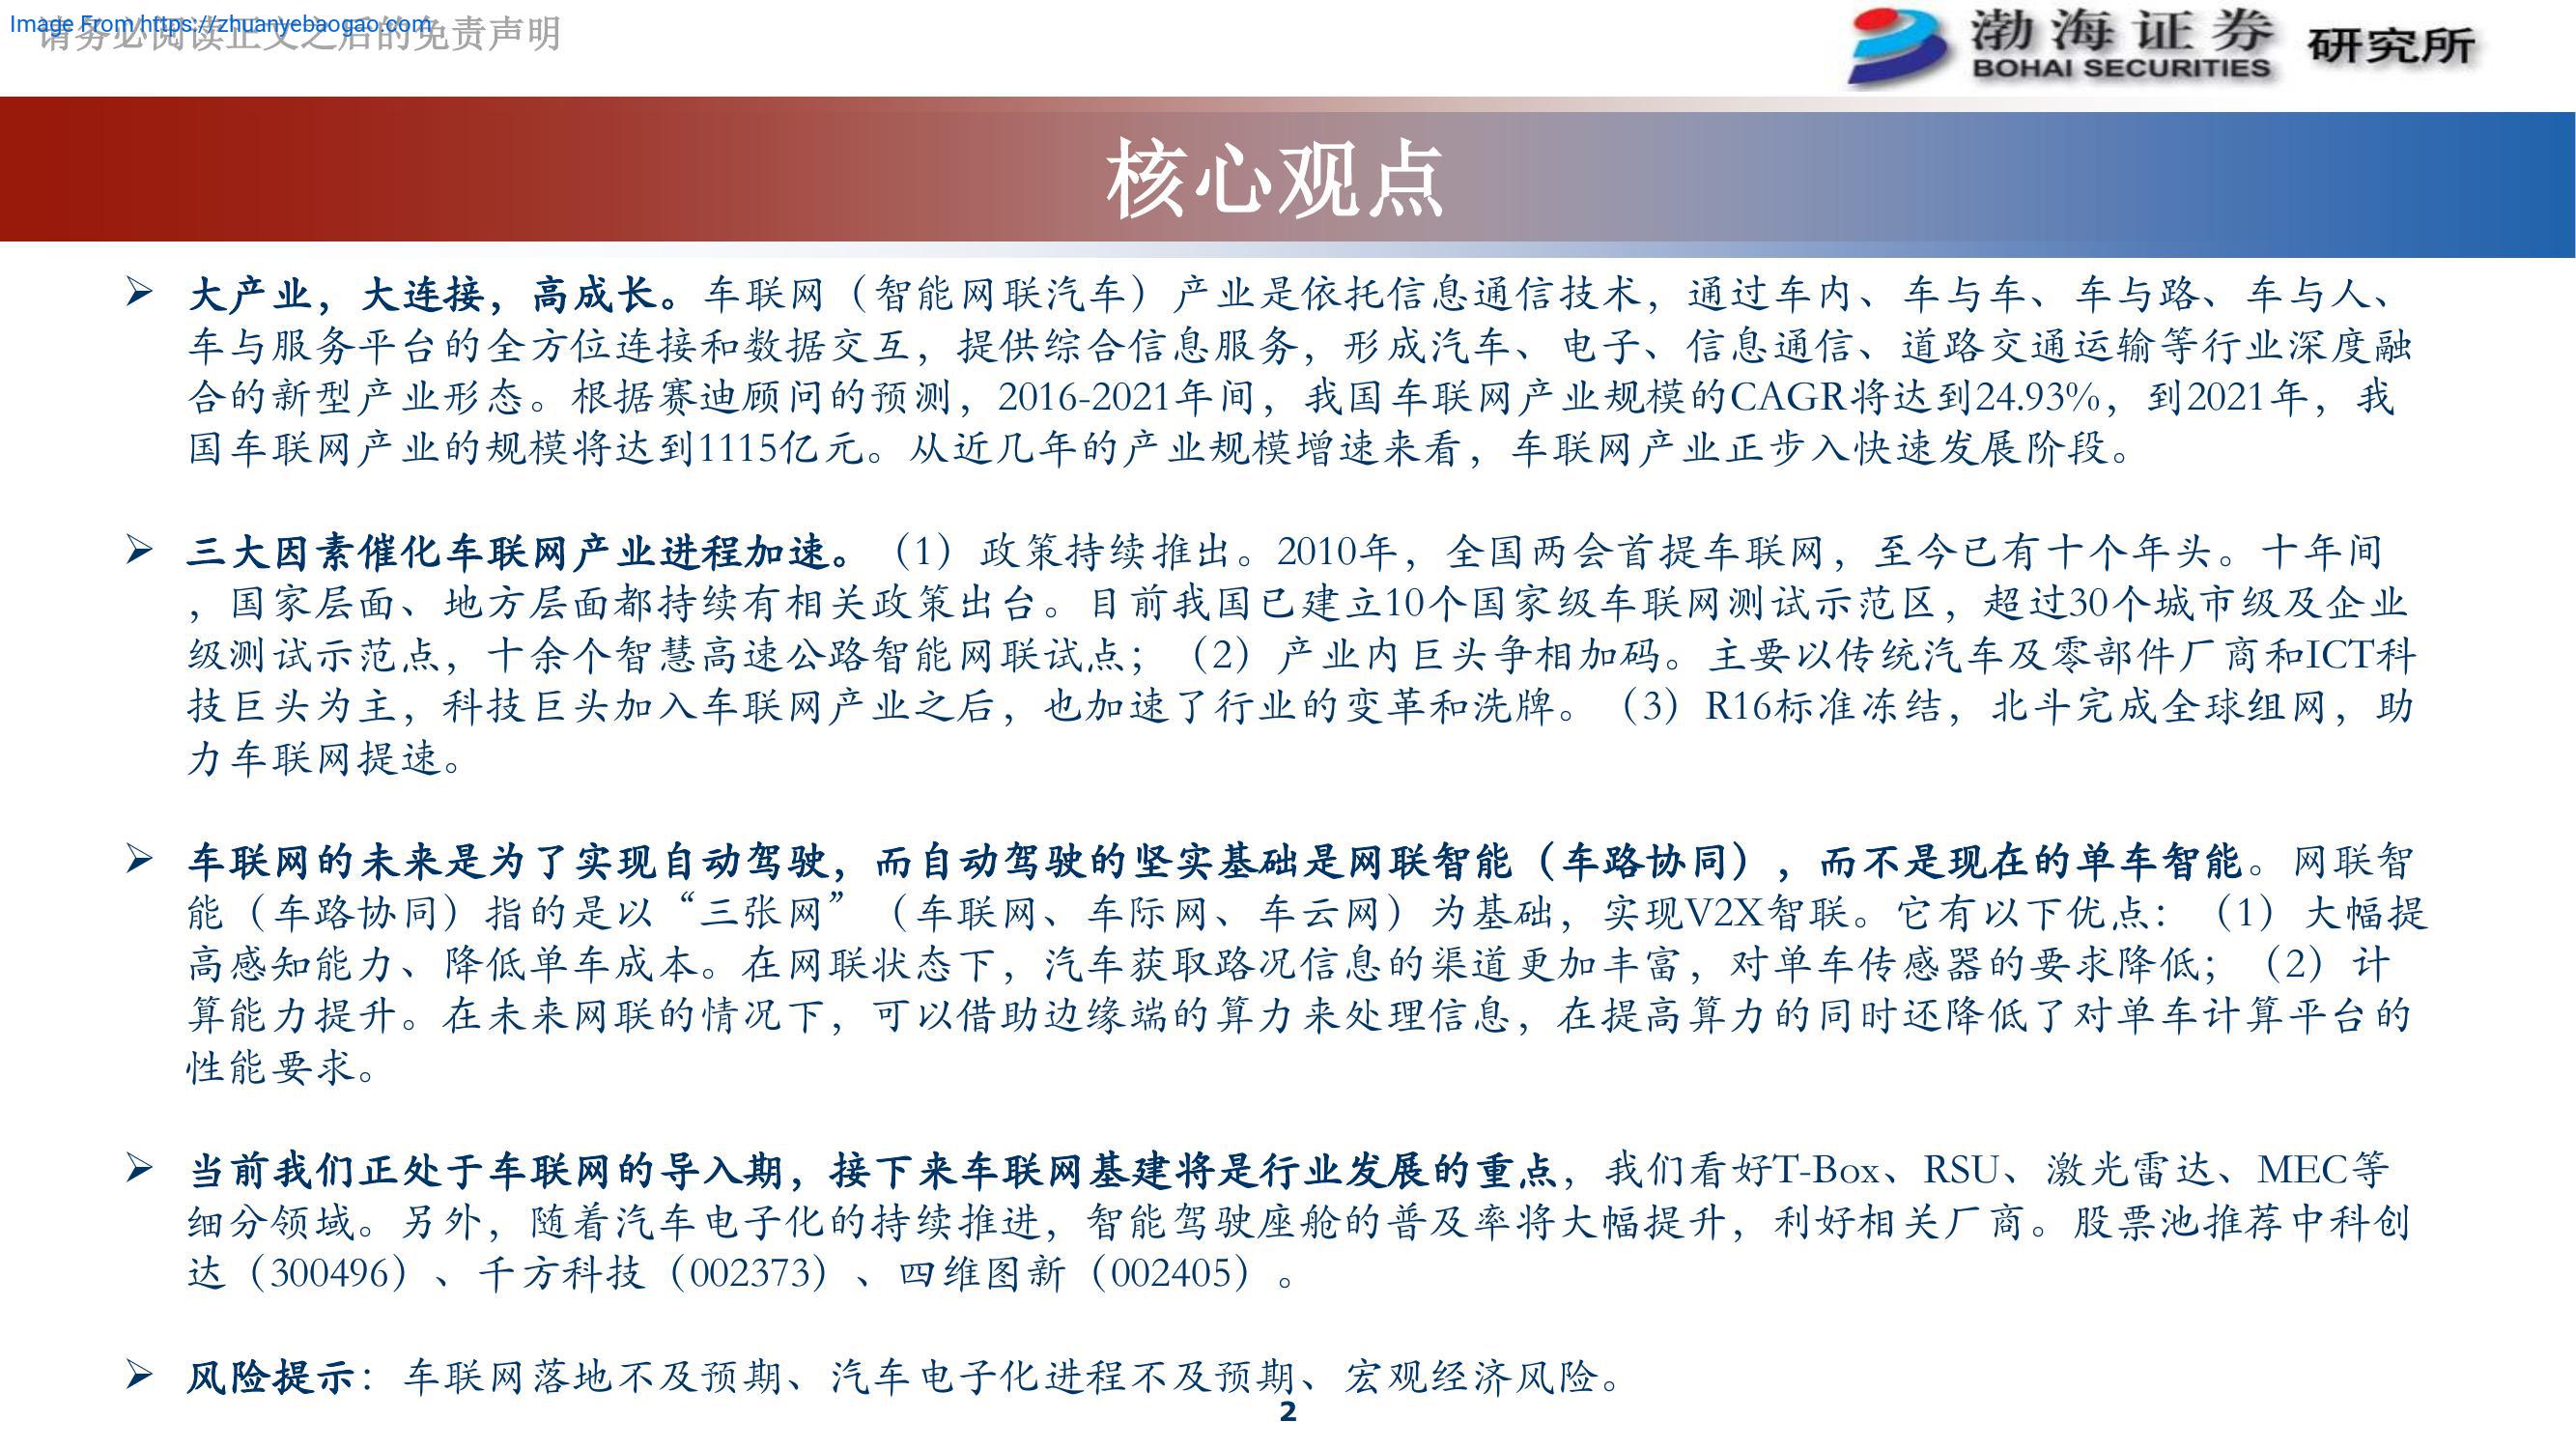 Image From https://zhuanyebaogao.com
请务必阅读正文之后的免责声明
渤海证券 研究所
BOHAI SECURITIES
核心观点
➢ 大产业，大连接，高成长。车联网（智能网联汽车）产业是依托信息通信技术，通过车内、车与车、车与路、车与人、
车与服务平台的全方位连接和数据交互，提供综合信息服务，形成汽车、电子、信息通信、道路交通运输等行业深度融
合的新型产业形态。根据赛迪顾问的预测，2016-2021年间，我国车联网产业规模的CAGR将达到24.93%，到2021年，我
国车联网产业的规模将达到1115亿元。从近几年的产业规模增速来看，车联网产业正步入快速发展阶段。
➢ 三大因素催化车联网产业进程加速。（1）政策持续推出。2010年，全国两会首提车联网，至今已有十个年头。十年间
，国家层面、地方层面都持续有相关政策出台。目前我国已建立10个国家级车联网测试示范区，超过30个城市级及企业
级测试示范点，十余个智慧高速公路智能网联试点；（2）产业内巨头争相加码。主要以传统汽车及零部件厂商和ICT科
技巨头为主，科技巨头加入车联网产业之后，也加速了行业的变革和洗牌。（3）R16标准冻结，北斗完成全球组网，助
力车联网提速。
➢ 车联网的未来是为了实现自动驾驶，而自动驾驶的坚实基础是网联智能（车路协同），而不是现在的单车智能。网联智
能（车路协同）指的是以“三张网”（车联网、车际网、车云网）为基础，实现V2X智联。它有以下优点：（1）大幅提
高感知能力、降低单车成本。在网联状态下，汽车获取路况信息的渠道更加丰富，对单车传感器的要求降低；（2）计
算能力提升。在未来网联的情况下，可以借助边缘端的算力来处理信息，在提高算力的同时还降低了对单车计算平台的
性能要求。
➢ 当前我们正处于车联网的导入期，接下来车联网基建将是行业发展的重点，我们看好T-Box、RSU、激光雷达、MEC等
细分领域。另外，随着汽车电子化的持续推进，智能驾驶座舱的普及率将大幅提升，利好相关厂商。股票池推荐中科创
达（300496）、千方科技（002373）、四维图新（002405）。
➢ 风险提示：车联网落地不及预期、汽车电子化进程不及预期、宏观经济风险。
2